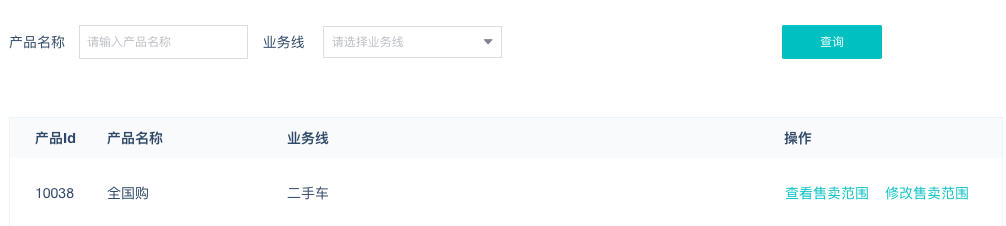 产品名称 请输入产品名称 业务线 请选择业务线 查询
产品Id 产品名称 业务线 操作
10038 全国购 二手车 查看售卖范围 修改售卖范围